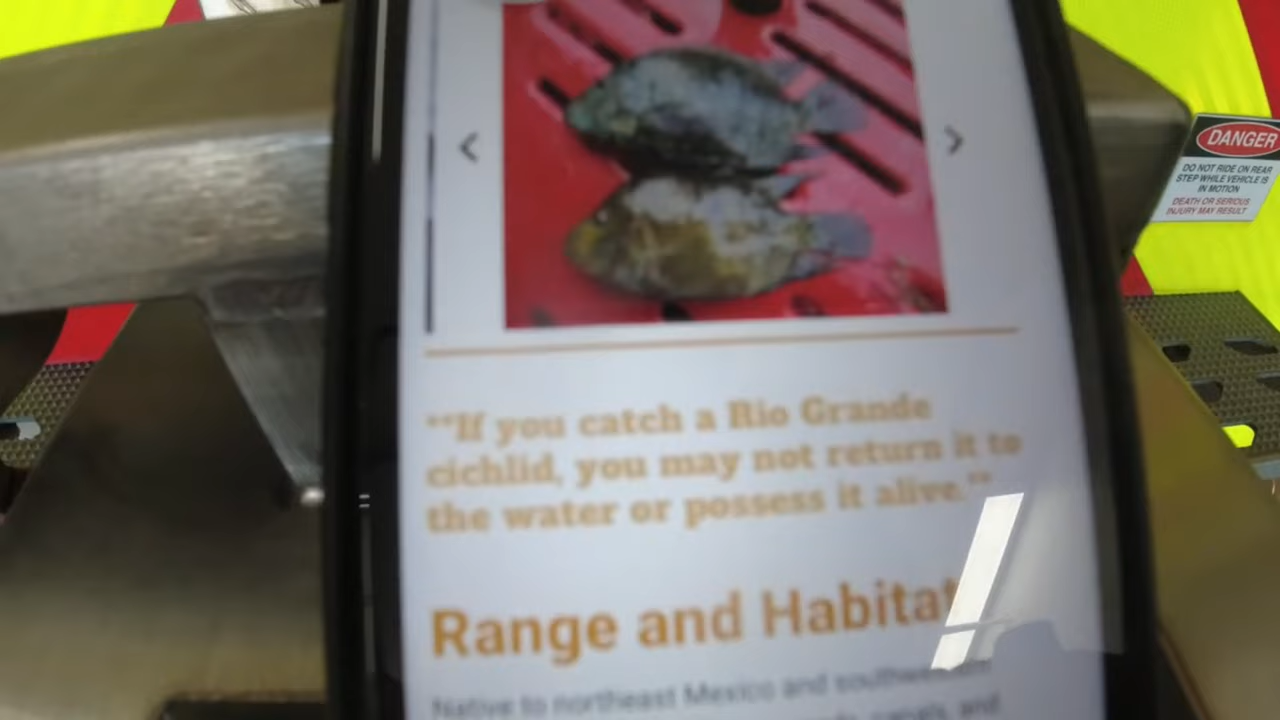 DANGER
DO NOT RIDE ON REAR
STEP WHILE VEHICLE IS
IN MOTION
DEATH OR SERIOUS
INJURY MAY RESULT
**If you catch a Rio Grande
cichlid, you may not return it to
the water or possess it alive.**
Range and Habitat
Native to northeast Mexico and
canals, and